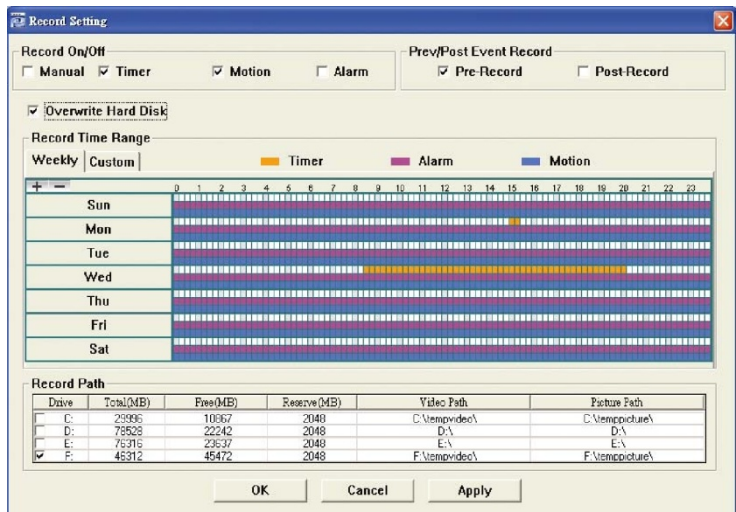 Record Setting
Record On/Off
Manual Timer Motion Alarm
Prev/Post Event Record
Pre-Record Post-Record
Overwrite Hard Disk
Record Time Range
Weekly Custom
Timer Alarm Motion
+ - 0 1 2 3 4 5 6 7 8 9 10 11 12 13 14 15 16 17 18 19 20 21 22 23
Sun
Mon
Tue
Wed
Thu
Fri
Sat
Record Path
Drive Total(MB) Free(MB) Reserve(MB) Video Path Picture Path
C: 29996 10867 2048 C:\tempvideo\ C:\temppicture\
D: 78528 22242 2048 D:\ D:\
E: 76316 23637 2048 E:\ E:\
F: 46312 45472 2048 F:\tempvideo\ F:\temppicture\
OK Cancel Apply